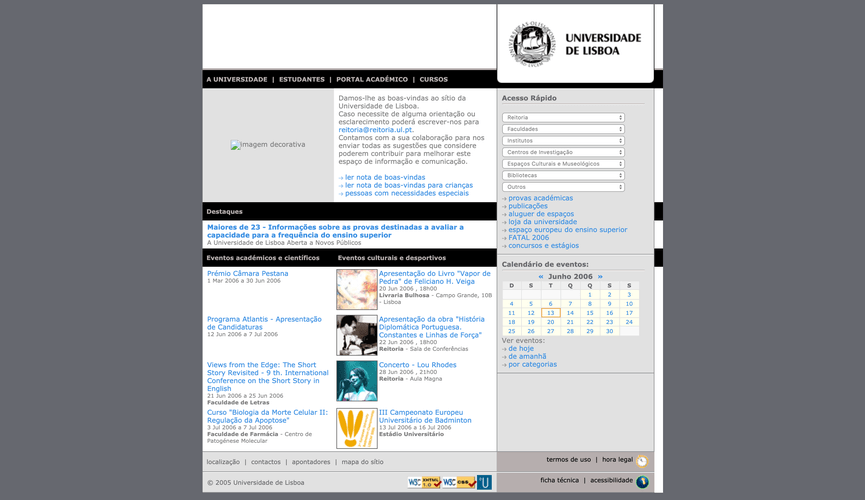 UNIVERSIDADE
DE LISBOA
A UNIVERSIDADE | ESTUDANTES | PORTAL ACADÉMICO | CURSOS
imagem decorativa
Damos-lhe as boas-vindas ao sítio da
Universidade de Lisboa.
Caso necessite de alguma orientação ou
esclarecimento poderá escrever-nos para
reitoria@reitoria.ul.pt.
Contamos com a sua colaboração para nos
enviar todas as sugestões que considere
poderem contribuir para melhorar este
espaço de informação e comunicação.
ler nota de boas-vindas
ler nota de boas-vindas para crianças
pessoas com necessidades especiais
Acesso Rápido
Reitoria
Faculdades
Institutos
Centros de Investigação
Espaços Culturais e Museológicos
Bibliotecas
Outros
provas académicas
publicações
aluguer de espaços
loja da universidade
espaço europeu do ensino superior
FATAL 2006
concursos e estágios
Destaques
Maiores de 23 - Informações sobre as provas destinadas a avaliar a
capacidade para a frequência do ensino superior
A Universidade de Lisboa Aberta a Novos Públicos
Eventos académicos e científicos
Prémio Câmara Pestana
1 Mar 2006 a 30 Jun 2006
Programa Atlantis - Apresentação
de Candidaturas
12 Jun 2006 a 7 Jul 2006
Views from the Edge: The Short
Story Revisited - 9 th. International
Conference on the Short Story in
English
21 Jun 2006 a 25 Jun 2006
Faculdade de Letras
Curso "Biologia da Morte Celular II:
Regulação da Apoptose"
3 Jul 2006 a 7 Jul 2006
Faculdade de Farmácia - Centro de
Patogénese Molecular
Eventos culturais e desportivos
Apresentação do Livro "Vapor de
Pedra" de Feliciano H. Veiga
20 Jun 2006 , 18h00
Livraria Bulhosa - Campo Grande, 10B
- Lisboa
Apresentação da obra "História
Diplomática Portuguesa.
Constantes e Linhas de Força"
22 Jun 2006 , 18h00
Reitoria - Sala de Conferências
Concerto - Lou Rhodes
28 Jun 2006 , 21h00
Reitoria - Aula Magna
III Campeonato Europeu
Universitário de Badminton
13 Jul 2006 a 16 Jul 2006
Estádio Universitário
Calendário de eventos:
« Junho 2006 »
D S T Q Q S S
1 2 3
4 5 6 7 8 9 10
11 12 13 14 15 16 17
18 19 20 21 22 23 24
25 26 27 28 29 30
Ver eventos:
de hoje
de amanhã
por categorias
localização | contactos | apontadores | mapa do sítio
termos de uso | hora legal
© 2005 Universidade de Lisboa
W3C XHTML 1.0
W3C CSS
U
ficha técnica | acessibilidade